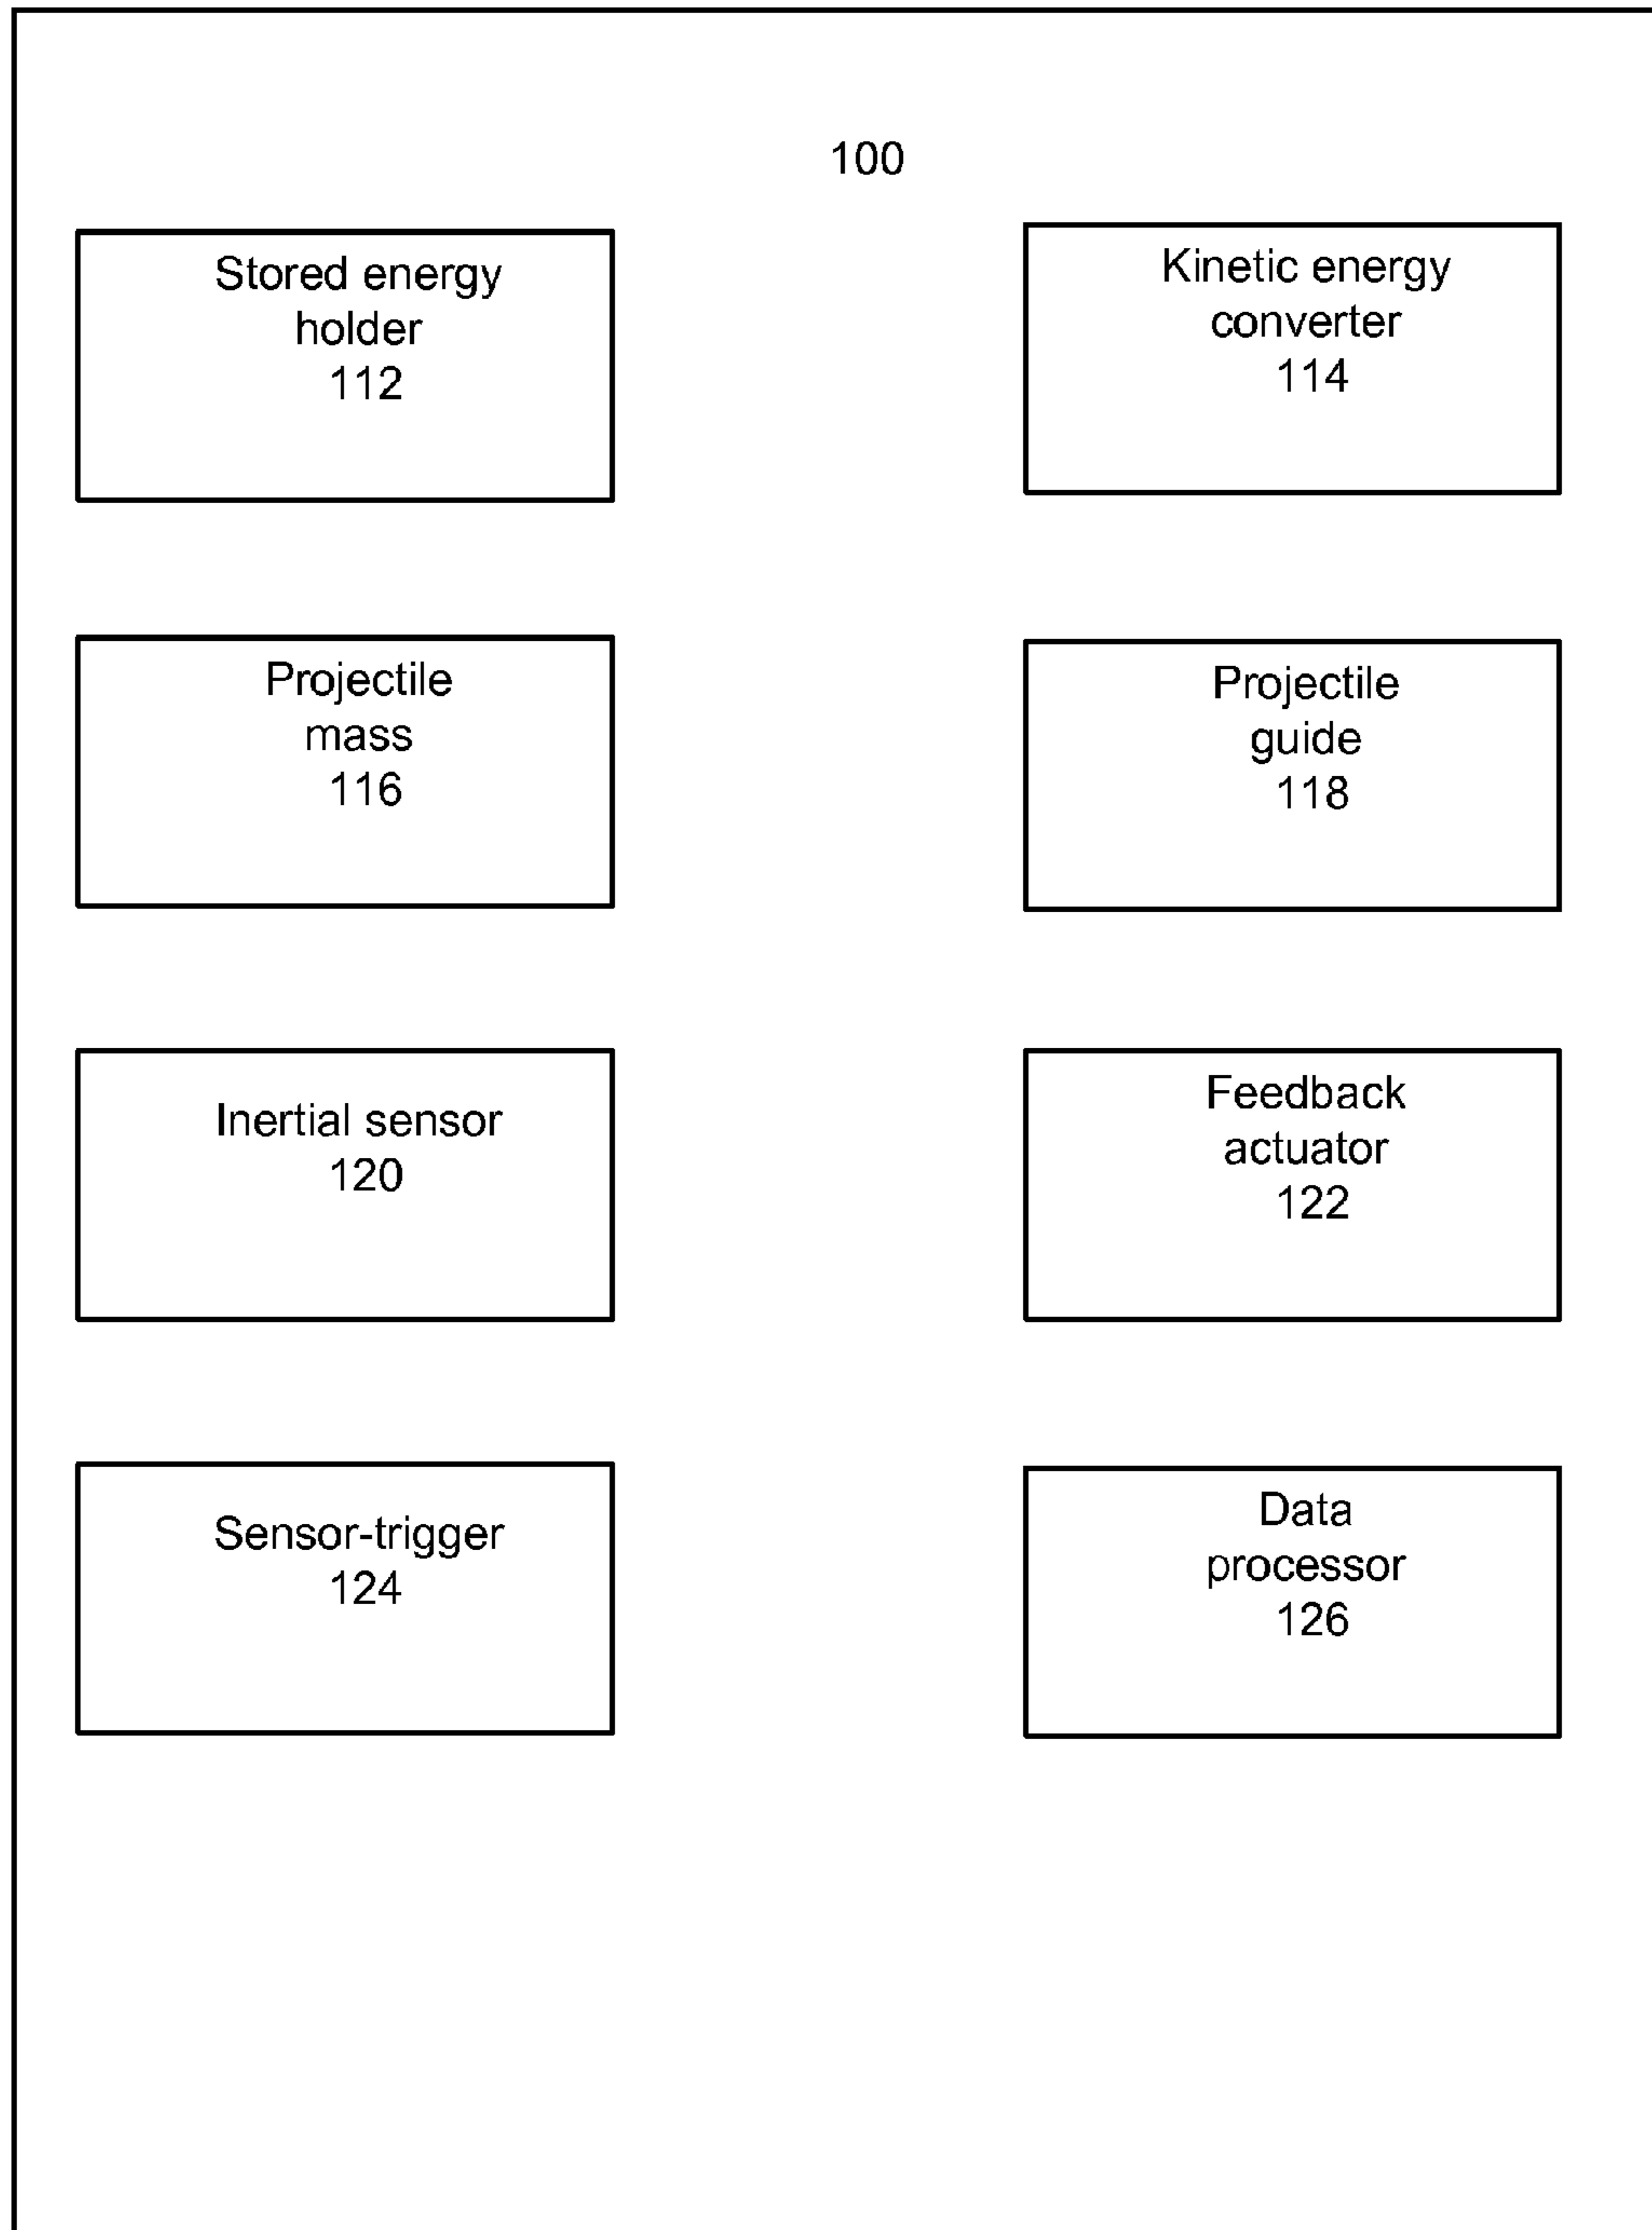 100
Stored energy
holder
112
Kinetic energy
converter
114
Projectile
mass
116
Projectile
guide
118
Inertial sensor
120
Feedback
actuator
122
Sensor-trigger
124
Data
processor
126